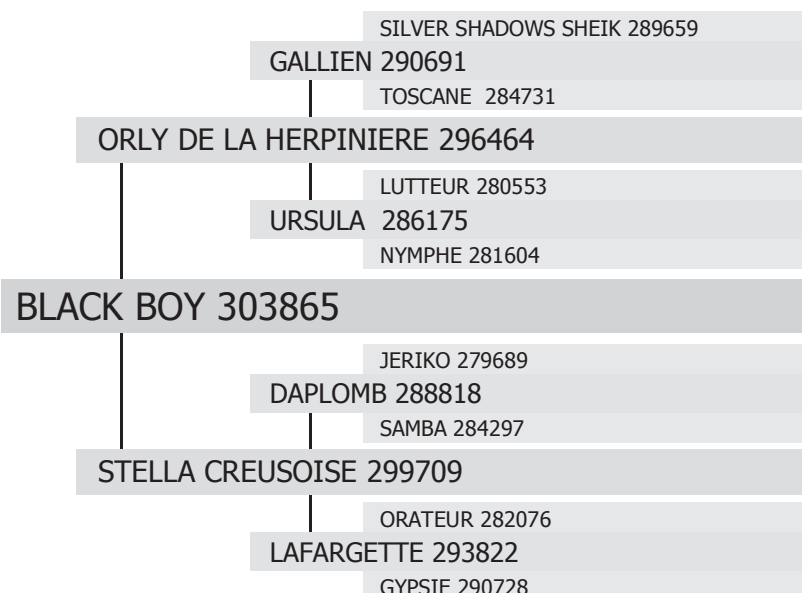 SILVER SHADOWS SHEIK 289659
GALLIEN 290691
TOSCANE 284731
ORLY DE LA HERPINIERE 296464
LUTTEUR 280553
URSULA 286175
NYMPHE 281604
BLACK BOY 303865
JERIKO 279689
DAPLOMB 288818
SAMBA 284297
STELLA CREUSOISE 299709
ORATEUR 282076
LAFARGETTE 293822
GYPSIE 290728